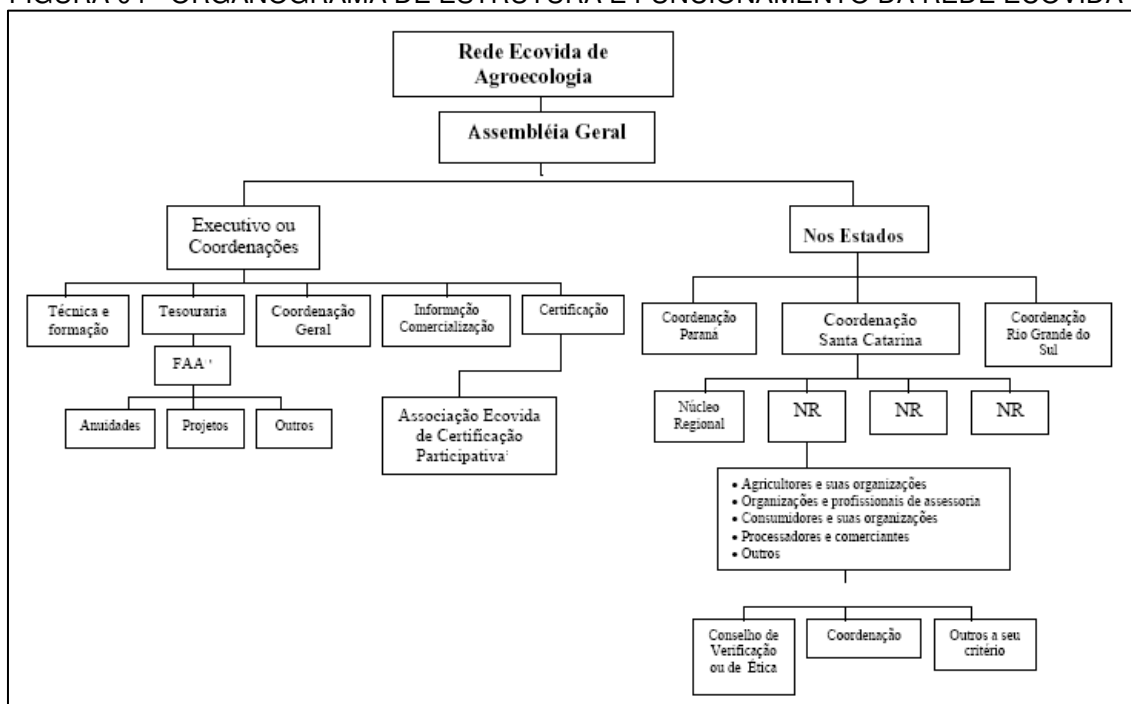 FIGURA 04 - ORGANOGRAMA DE ESTRUTURA E FUNCIONAMENTO DA REDE ECOVIDA
Rede Ecovida de
Agroecologia
Assembléia Geral
Executivo ou
Coordenações
Nos Estados
Técnica e
formação
Tesouraria
Coordenação
Geral
Informação
Comercialização
Certificação
Coordenação
Paraná
Coordenação
Santa Catarina
Coordenação
Rio Grande do
Sul
FAA
Anuidades
Projetos
Outros
Associação Ecovida
de Certificação
Participativa
Núcleo
Regional
NR
NR
NR
• Agricultores e suas organizações
• Organizações e profissionais de assessoria
• Consumidores e suas organizações
• Processadores e comerciantes
• Outros
Conselho de
Verificação
ou de Ética
Coordenação
Outros a seu
critério